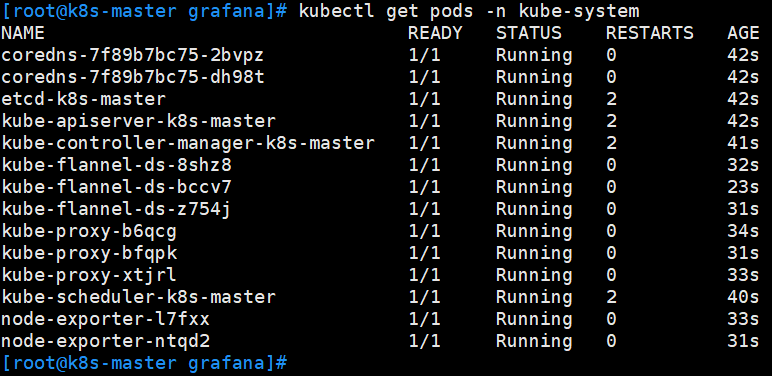 [root@k8s-master grafana]# kubectl get pods -n kube-system
NAME READY STATUS RESTARTS AGE
coredns-7f89b7bc75-2bvpz 1/1 Running 0 42s
coredns-7f89b7bc75-dh98t 1/1 Running 0 42s
etcd-k8s-master 1/1 Running 2 42s
kube-apiserver-k8s-master 1/1 Running 2 42s
kube-controller-manager-k8s-master 1/1 Running 2 41s
kube-flannel-ds-8shz8 1/1 Running 0 32s
kube-flannel-ds-bccv7 1/1 Running 0 23s
kube-flannel-ds-z754j 1/1 Running 0 31s
kube-proxy-b6qcg 1/1 Running 0 34s
kube-proxy-bfqpk 1/1 Running 0 31s
kube-proxy-xtjrl 1/1 Running 0 33s
kube-scheduler-k8s-master 1/1 Running 2 40s
node-exporter-l7fxx 1/1 Running 0 33s
node-exporter-ntqd2 1/1 Running 0 31s
[root@k8s-master grafana]#